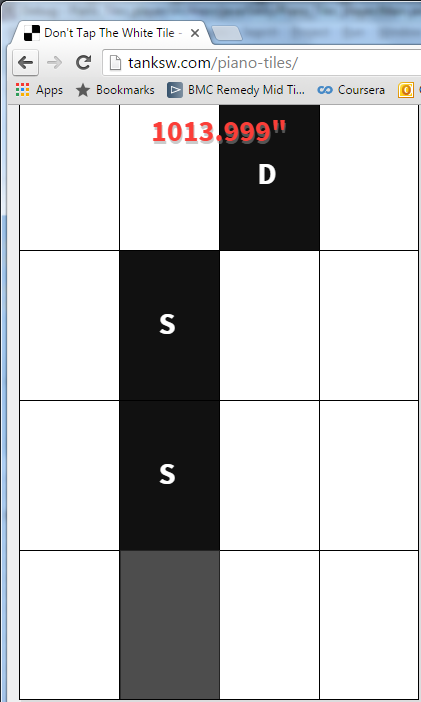 Don't Tap The White Tile -
tanksw.com/piano-tiles/
Apps Bookmarks BMC Remedy Mid Ti... Coursera
1013.999"
D
S
S